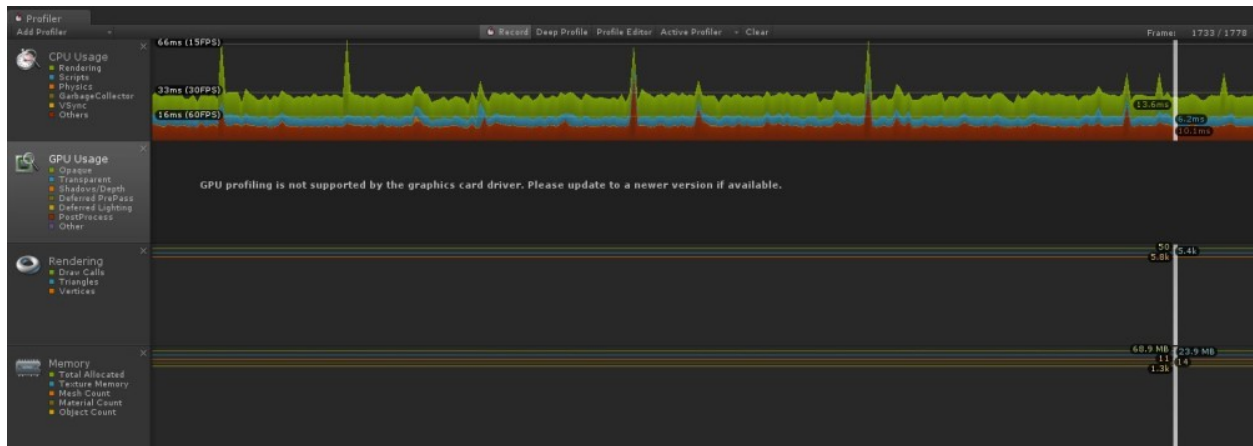 Profiler
Add Profiler Record Deep Profile Profile Editor Active Profiler Clear Frame: 1733 / 1778
CPU Usage
Rendering
Scripts
Physics
GarbageCollector
VSync
Others
66ms (15FPS)
33ms (30FPS)
16ms (60FPS)
13.6ms
6.2ms
10.1ms
GPU Usage
Opaque
Transparent
Shadows/Depth
Deferred PrePass
Deferred Lighting
PostProcess
Other
GPU profiling is not supported by the graphics card driver. Please update to a newer version if available.
Rendering
Draw Calls
Triangles
Vertices
50
5.4k
5.8k
Memory
Total Allocated
Texture Memory
Mesh Count
Material Count
Object Count
68.9 MB 23.9 MB
11 14
1.3k